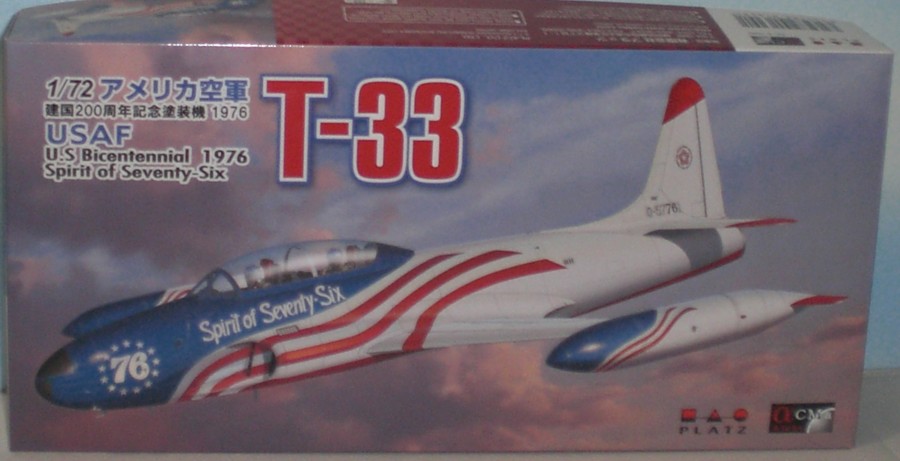 1/72 アメリカ空軍
建国200周年記念塗装機 1976
USAF
U.S Bicentennial 1976
Spirit of Seventy-Six
T-33
Spirit of Seventy-Six
76
PLATZ